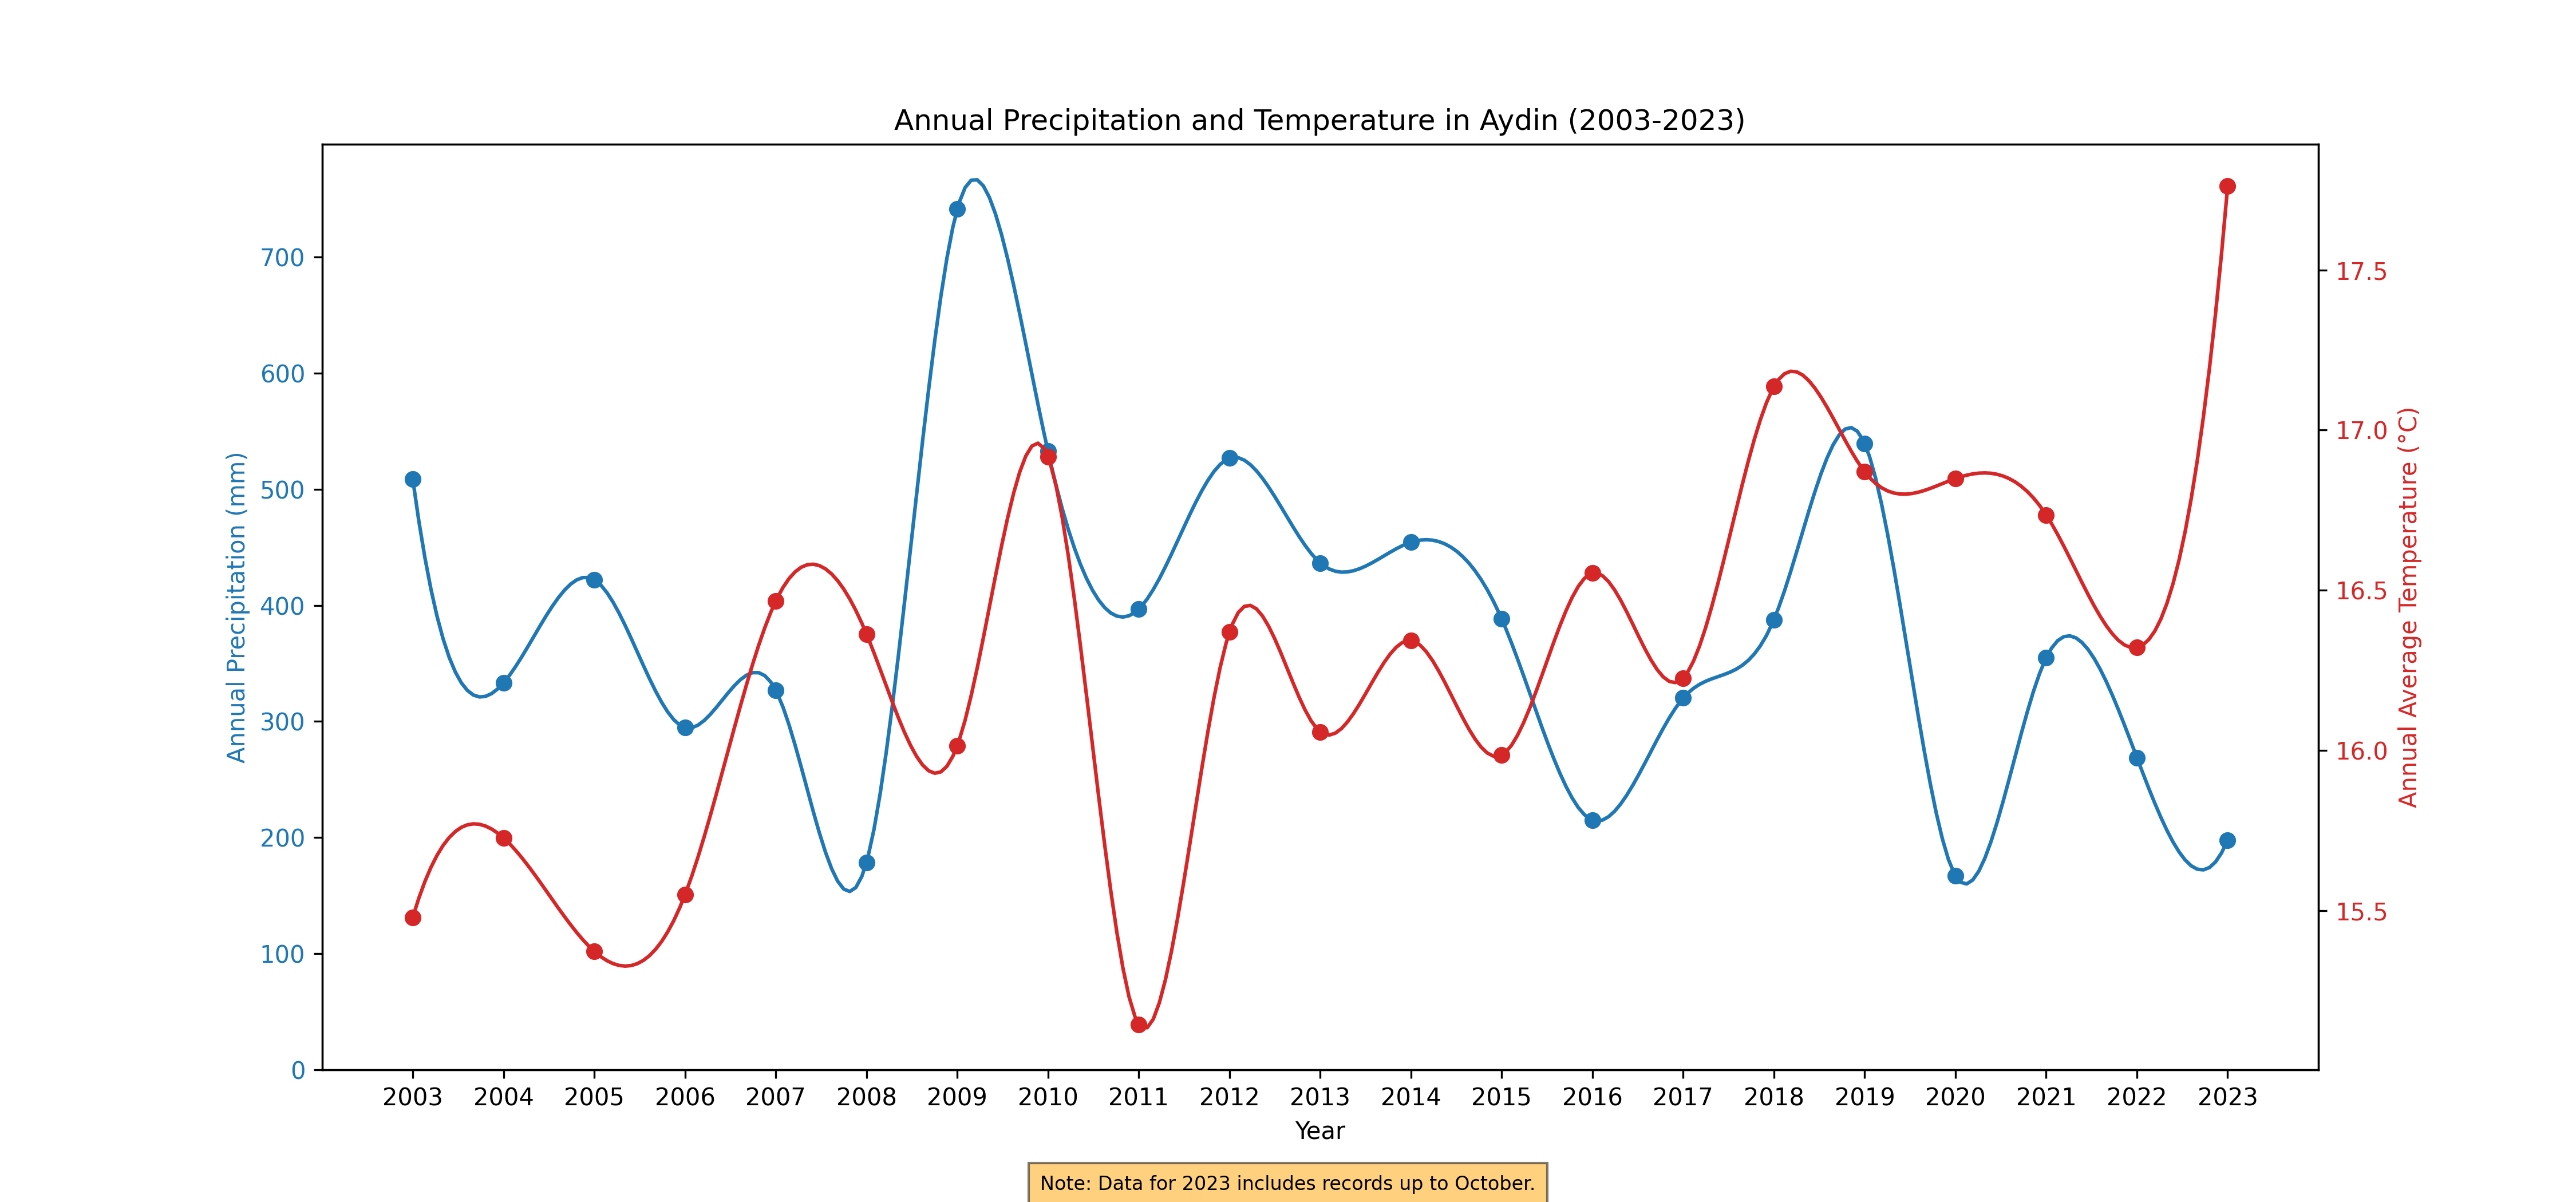 Annual Precipitation and Temperature in Aydin (2003-2023)
Annual Precipitation (mm)
700
600
500
400
300
200
100
0
17.5
17.0
16.5
16.0
15.5
Annual Average Temperature (°C)
2003 2004 2005 2006 2007 2008 2009 2010 2011 2012 2013 2014 2015 2016 2017 2018 2019 2020 2021 2022 2023
Year
Note: Data for 2023 includes records up to October.